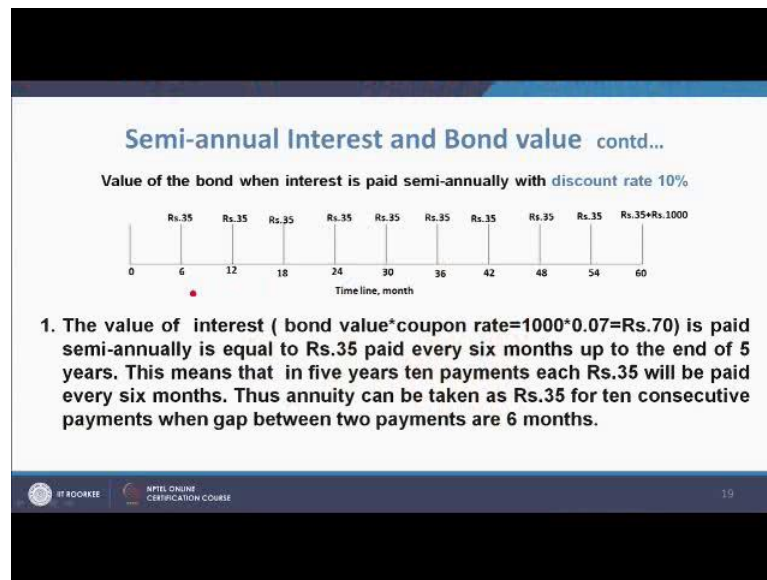 Semi-annual Interest and Bond value contd...
Value of the bond when interest is paid semi-annually with discount rate 10%
Rs.35 Rs.35 Rs.35 Rs.35 Rs.35 Rs.35 Rs.35 Rs.35 Rs.35 Rs.35+Rs.1000
0 6 12 18 24 30 36 42 48 54 60
Time line, month
1. The value of interest ( bond value*coupon rate=1000*0.07=Rs.70) is paid
semi-annually is equal to Rs.35 paid every six months up to the end of 5
years. This means that in five years ten payments each Rs.35 will be paid
every six months. Thus annuity can be taken as Rs.35 for ten consecutive
payments when gap between two payments are 6 months.
IIT ROORKEE
NPTEL ONLINE
CERTIFICATION COURSE
19